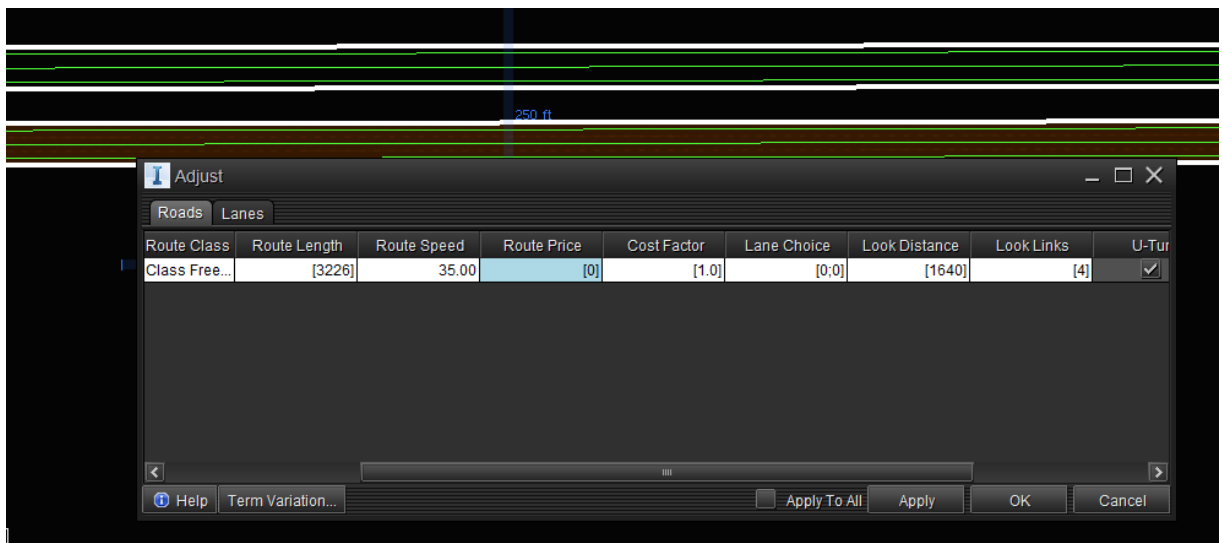 250 ft
Adjust
Roads Lanes
Route Class Route Length Route Speed Route Price Cost Factor Lane Choice Look Distance Look Links U-Tur
Class Free... [3226] 35.00 [0] [1.0] [0;0] [1640] [4]
Help Term Variation... Apply To All Apply OK Cancel